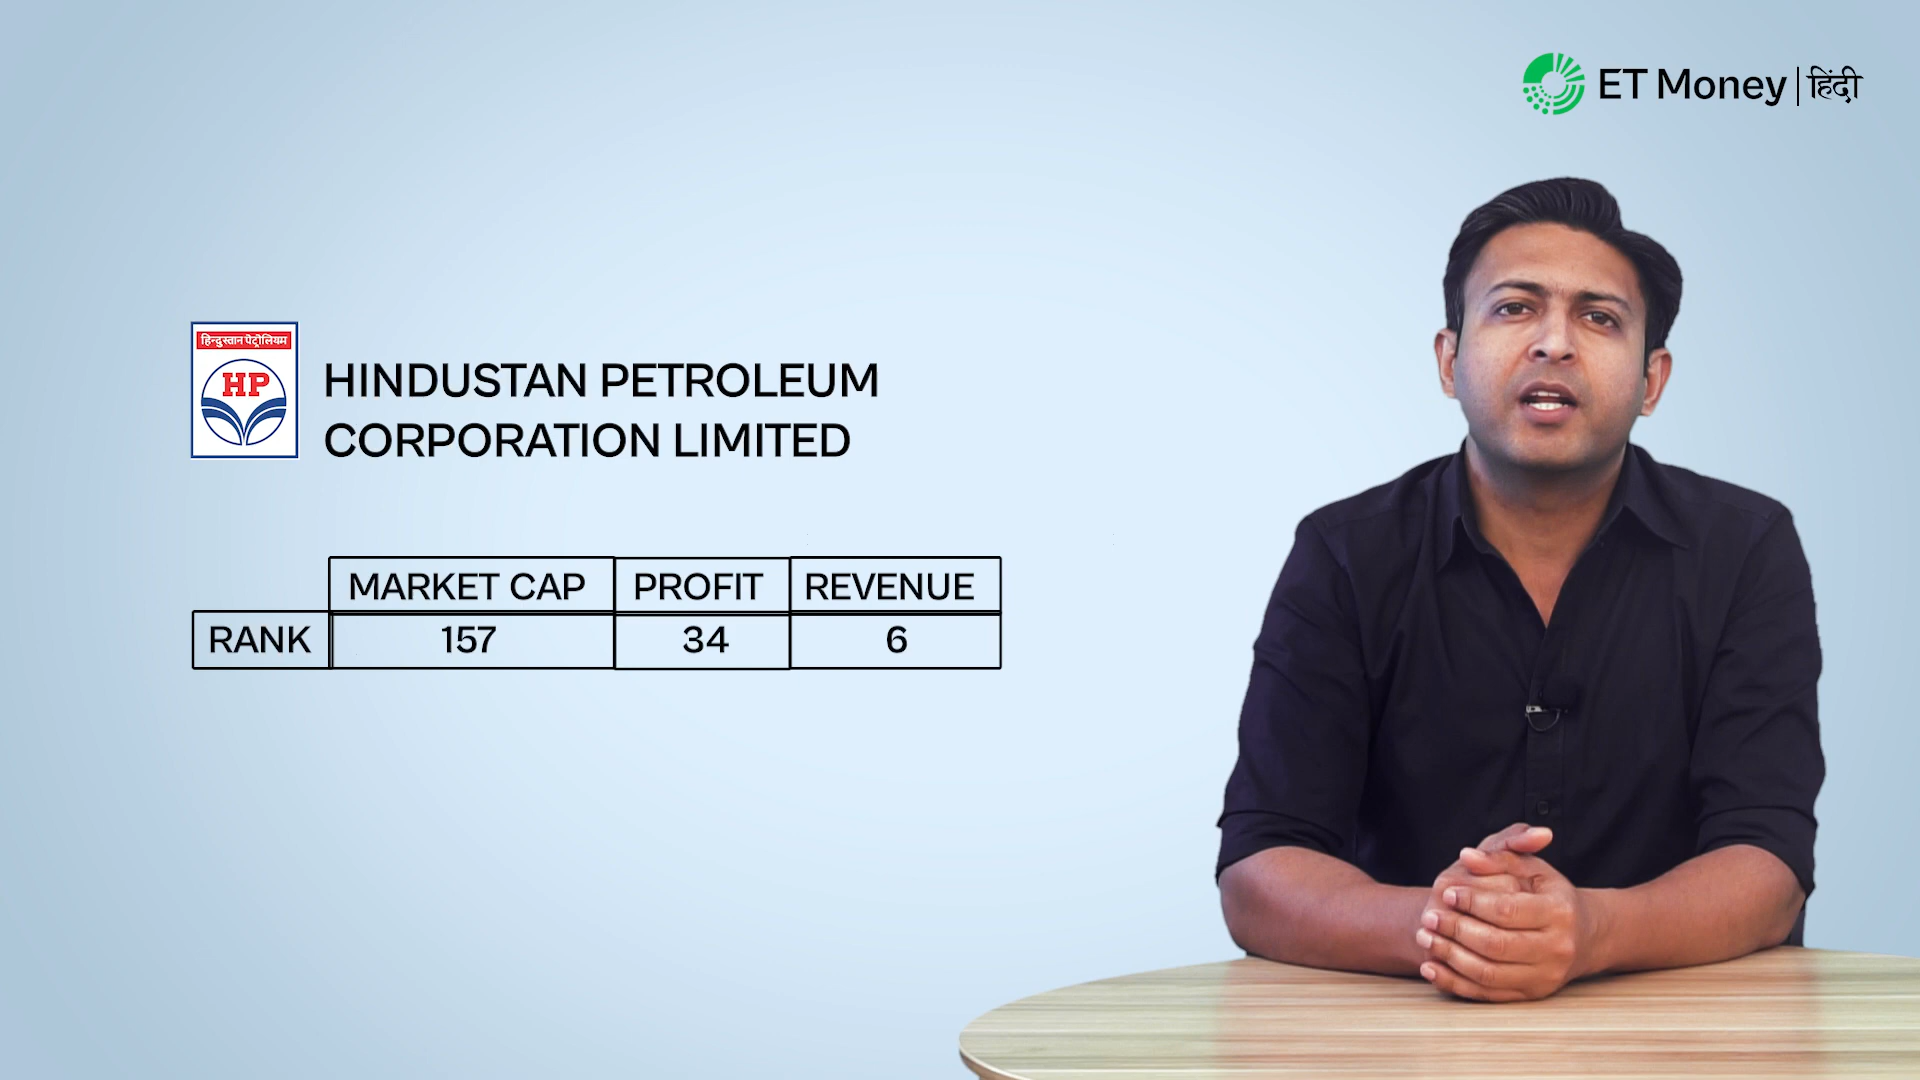 ET Money | हिंदी
हिन्दुस्तान पेट्रोलियम
HP
HINDUSTAN PETROLEUM
CORPORATION LIMITED
MARKET CAP PROFIT REVENUE
RANK 157 34 6